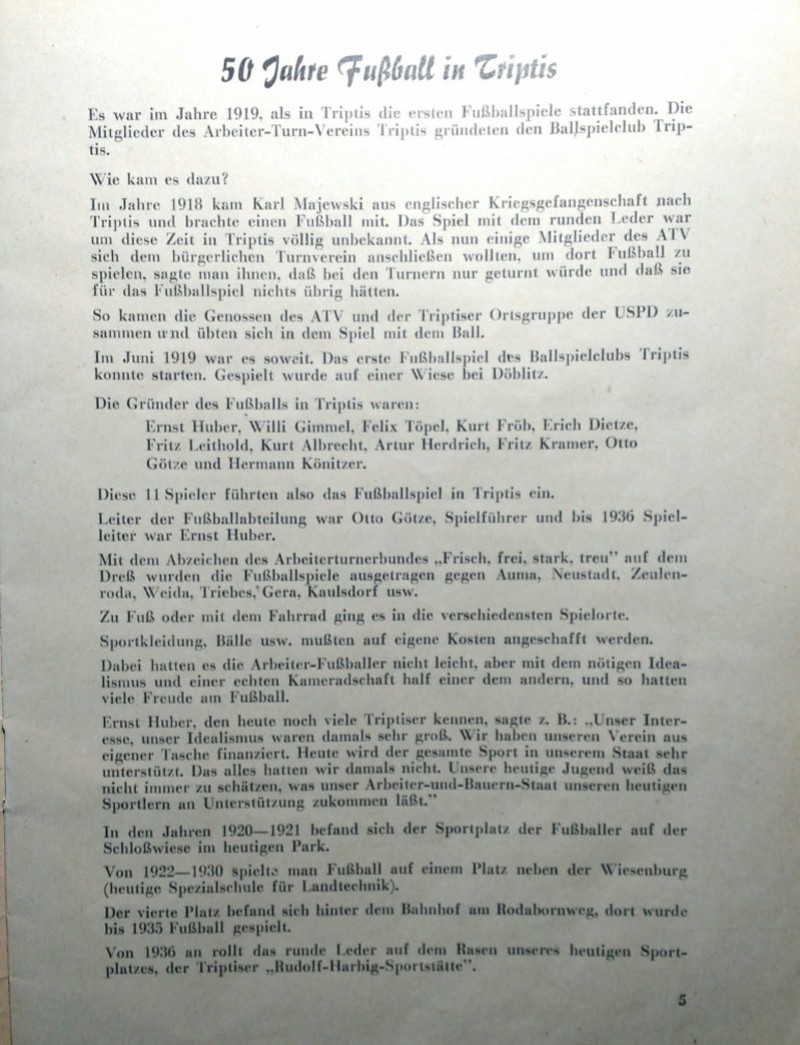 50 Jahre Fußball in Triptis
Es war im Jahre 1919, als in Triptis die ersten Fußballspiele stattfanden. Die
Mitglieder des Arbeiter-Turn-Vereins Triptis gründeten den Ballspielclub Trip-
tis.
Wie kam es dazu?
Im Jahre 1918 kam Karl Majewski aus englischer Kriegsgefangenschaft nach
Triptis und brachte einen Fußball mit. Das Spiel mit dem runden Leder war
um diese Zeit in Triptis völlig unbekannt. Als nun einige Mitglieder des ATV
sich dem bürgerlichen Turnverein anschließen wollten, um dort Fußball zu
spielen, sagte man ihnen, daß bei den Turnern nur geturnt würde und daß sie
für das Fußballspiel nichts übrig hätten.
So kamen die Genossen des ATV und der Triptiser Ortsgruppe der USPD zu-
sammen und übten sich in dem Spiel mit dem Ball.
Im Juni 1919 war es soweit. Das erste Fußballspiel des Ballspielclubs Triptis
konnte starten. Gespielt wurde auf einer Wiese bei Döblitz.
Die Gründer des Fußballs in Triptis waren:
Ernst Huber, Willi Gimmel, Felix Töpel, Kurt Fröb, Erich Dietze,
Fritz Leithold, Kurt Albrecht, Artur Herdrich, Fritz Kramer, Otto
Götze und Hermann Könitzer.
Diese 11 Spieler führten also das Fußballspiel in Triptis ein.
Leiter der Fußballabteilung war Otto Götze, Spielführer und bis 1936 Spiel-
leiter war Ernst Huber.
Mit dem Abzeichen des Arbeiterturnerbundes „Frisch, frei, stark, treu" auf dem
Dreß wurden die Fußballspiele ausgetragen gegen Auma, Neustadt, Zeulen-
roda, Weida, Triebes, Gera, Kaulsdorf usw.
Zu Fuß oder mit dem Fahrrad ging es in die verschiedensten Spielorte.
Sportkleidung, Bälle usw. mußten auf eigene Kosten angeschafft werden.
Dabei hatten es die Arbeiter-Fußballer nicht leicht, aber mit dem nötigen Idea-
lismus und einer echten Kameradschaft half einer dem andern, und so hatten
viele Freude am Fußball.
Ernst Huber, den heute noch viele Triptiser kennen, sagte z. B.: „Unser Inter-
esse, unser Idealismus waren damals sehr groß. Wir haben unseren Verein aus
eigener Tasche finanziert. Heute wird der gesamte Sport in unserem Staat sehr
unterstützt. Das alles hatten wir damals nicht. Unsere heutige Jugend weiß das
nicht immer zu schätzen, was unser Arbeiter-und-Bauern-Staat unseren heutigen
Sportlern an Unterstützung zukommen läßt."
In den Jahren 1920—1921 befand sich der Sportplatz der Fußballer auf der
Schloßwiese im heutigen Park.
Von 1922—1930 spielte man Fußball auf einem Platz neben der Wiesenburg
(heutige Spezialschule für Landtechnik).
Der vierte Platz befand sich hinter dem Bahnhof am Rodabornweg, dort wurde
bis 1935 Fußball gespielt.
Von 1936 an rollt das runde Leder auf dem Rasen unseres heutigen Sport-
platzes, der Triptiser „Rudolf-Harbig-Sportstätte".
5